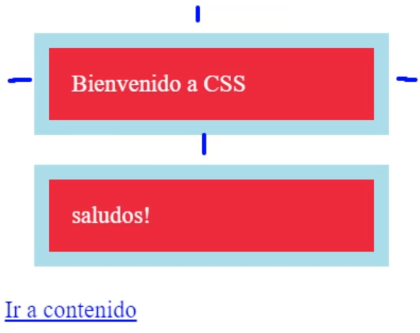 Bienvenido a CSS
saludos!
Ir a contenido